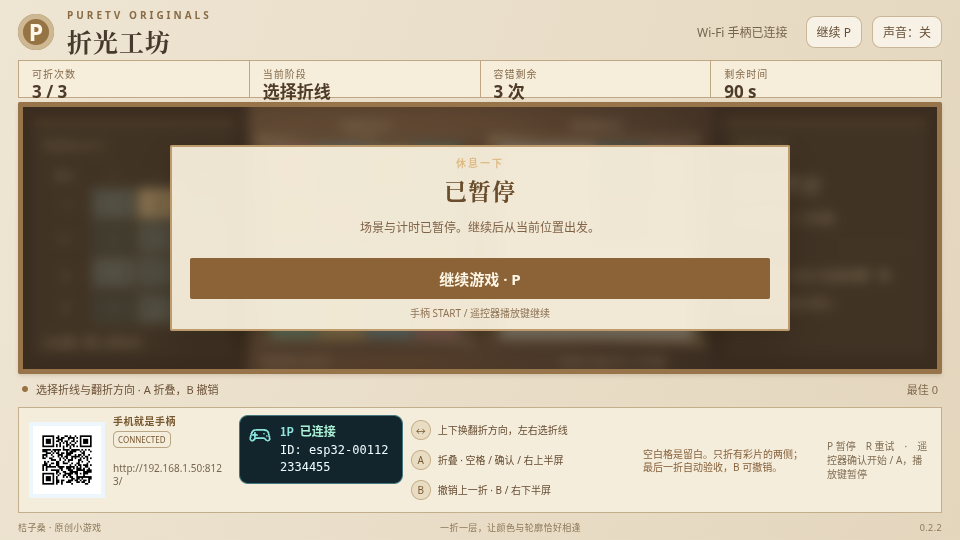 P
PURETV ORIGINALS
折光工坊
Wi-Fi 手柄已连接
继续 P
声音：关
可折次数
3 / 3
当前阶段
选择折线
容错剩余
3 次
剩余时间
90 s
休息一下
已暂停
场景与计时已暂停。继续后从当前位置出发。
继续游戏 · P
手柄 START / 遥控器播放键继续
选择折线与翻折方向 · A 折叠，B 撤销
最佳 0
手机就是手柄
CONNECTED
http://192.168.1.50:812
3/
1P 已连接
ID: esp32-00112
2334455
↔ 上下换翻折方向，左右选折线
A 折叠 · 空格 / 确认 / 右上半屏
B 撤销上一折 · B / 右下半屏
空白格是留白。只折有彩片的两侧；
最后一折自动验收，B 可撤销。
P 暂停 R 重试 · 遥
控器确认开始 / A，播
放键暂停
桔子桑 · 原创小游戏
一折一层，让颜色与轮廓恰好相逢
0.2.2